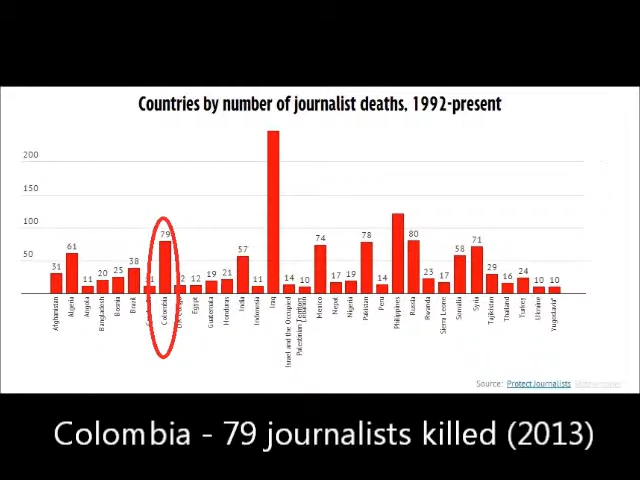 Countries by number of journalist deaths, 1992-present
200
150
100
50
31 61 11 20 25 38 79 12 19 21 57 11 14 10 74 17 19 78 14 80 23 17 58 71 29 16 24 10 10
Afghanistan
Algeria
Angola
Bangladesh
Bosnia
Brazil
Colombia
Egypt
Guatemala
Honduras
India
Indonesia
Iraq
Israel and the Occupied
Palestinian Territory
Lebanon
Mexico
Nepal
Nigeria
Pakistan
Peru
Philippines
Russia
Rwanda
Sierra Leone
Somalia
Syria
Tajikistan
Thailand
Turkey
Ukraine
Yugoslavia*
Source: Protect Journalists
Colombia - 79 journalists killed (2013)